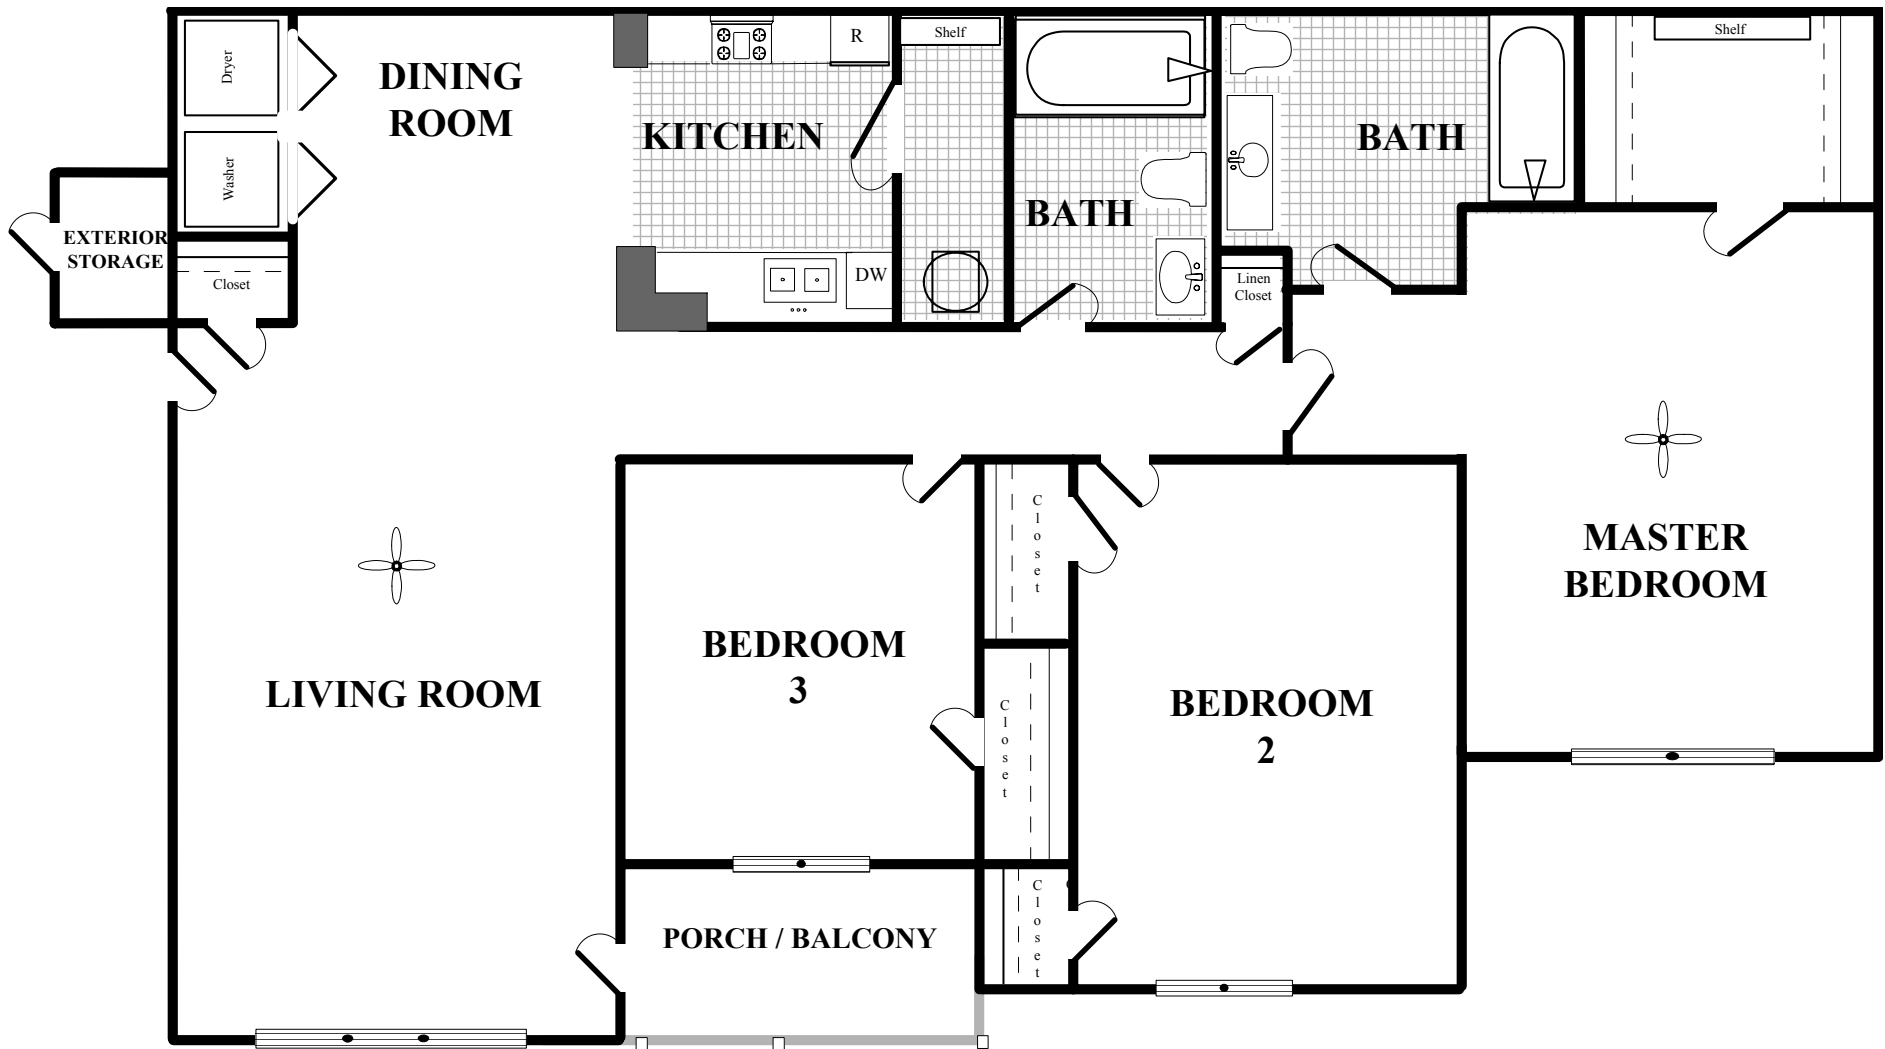 Dryer
Washer
DINING
ROOM
R
Shelf
Shelf
KITCHEN
BATH
BATH
EXTERIOR
STORAGE
Closet
DW
Linen
Closet
Closet
MASTER
BEDROOM
BEDROOM
3
LIVING ROOM
Closet
BEDROOM
2
Closet
PORCH / BALCONY